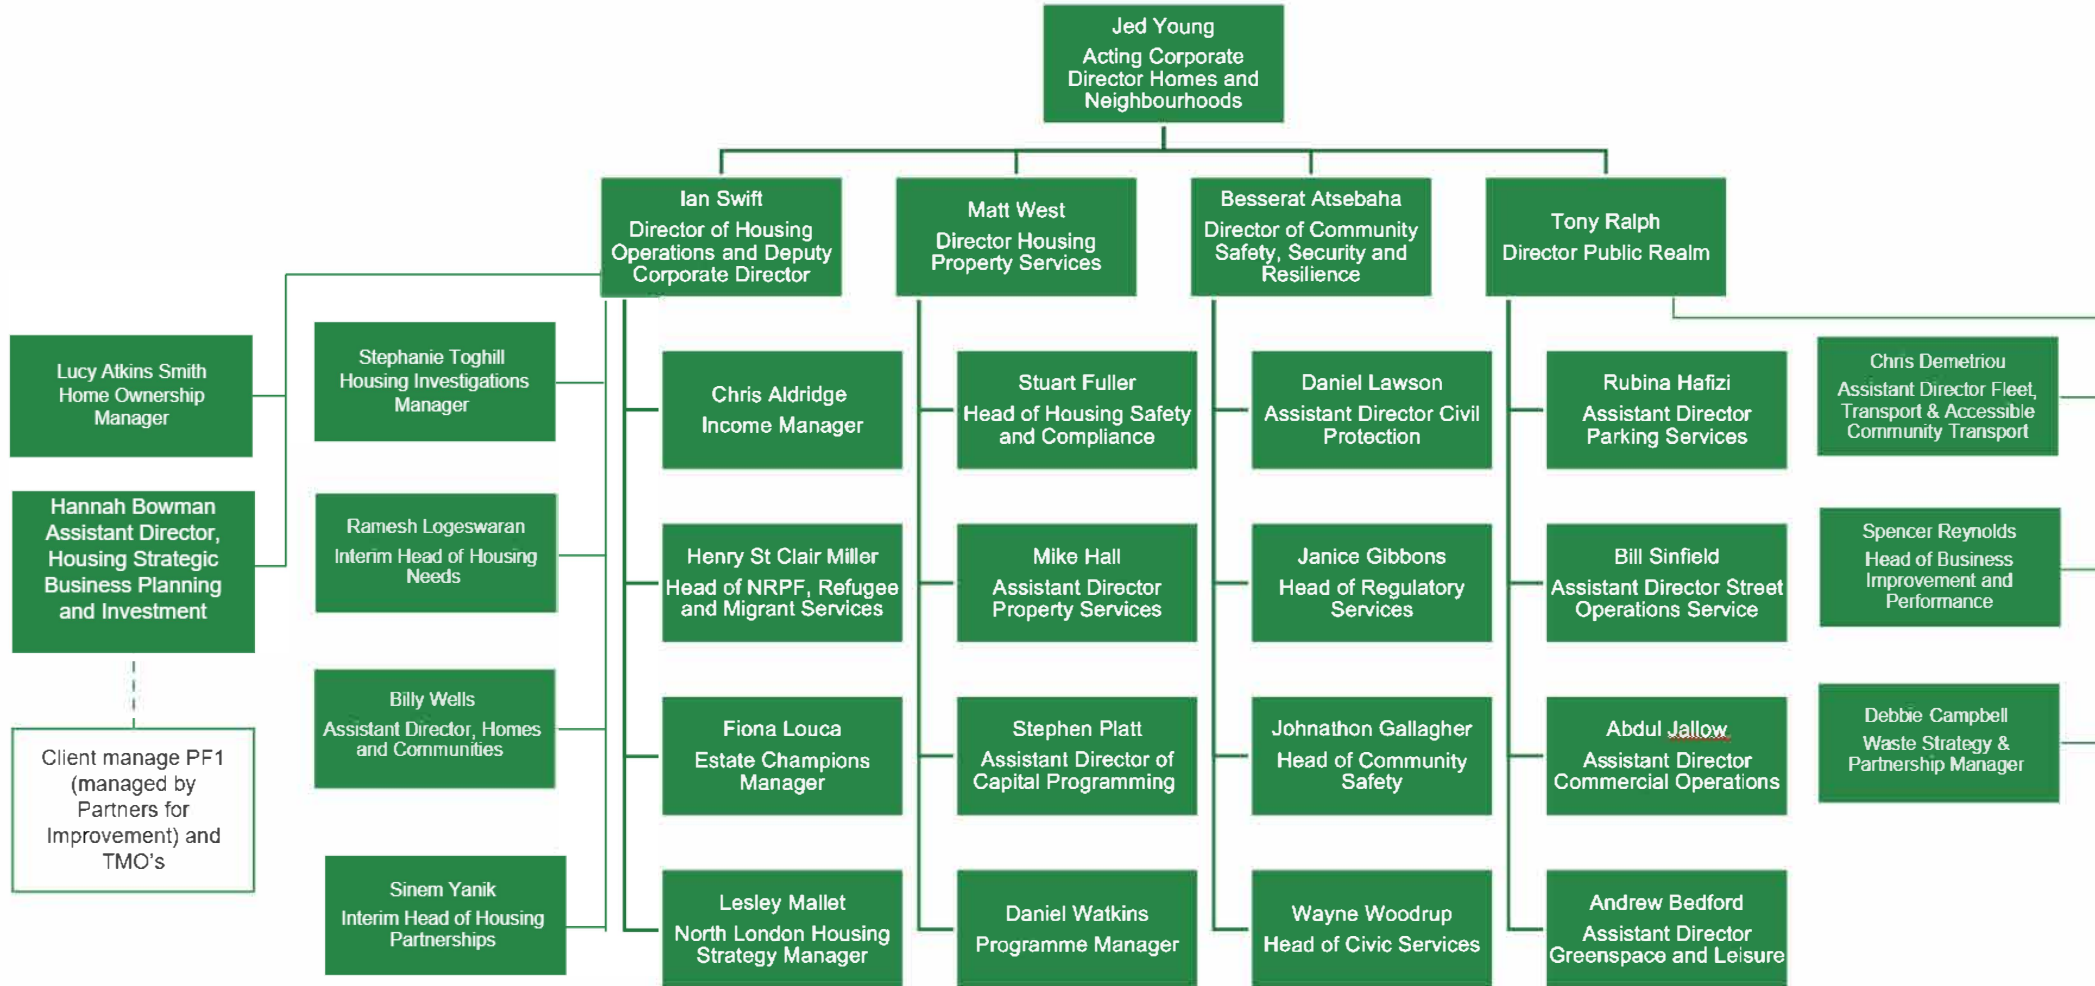 Jed Young
Acting Corporate
Director Homes and
Neighbourhoods
Ian Swift
Director of Housing
Operations and Deputy
Corporate Director
Matt West
Director Housing
Property Services
Besserat Atsebaha
Director of Community
Safety, Security and
Resilience
Tony Ralph
Director Public Realm
Lucy Atkins Smith
Home Ownership
Manager
Hannah Bowman
Assistant Director,
Housing Strategic
Business Planning
and Investment
Client manage PF1
(managed by
Partners for
Improvement) and
TMO's
Stephanie Toghill
Housing Investigations
Manager
Ramesh Logeswaran
Interim Head of Housing
Needs
Billy Wells
Assistant Director, Homes
and Communities
Sinem Yanik
Interim Head of Housing
Partnerships
Chris Aldridge
Income Manager
Henry St Clair Miller
Head of NRPF, Refugee
and Migrant Services
Fiona Louca
Estate Champions
Manager
Lesley Mallet
North London Housing
Strategy Manager
Stuart Fuller
Head of Housing Safety
and Compliance
Mike Hall
Assistant Director
Property Services
Stephen Platt
Assistant Director of
Capital Programming
Daniel Watkins
Programme Manager
Daniel Lawson
Assistant Director Civil
Protection
Janice Gibbons
Head of Regulatory
Services
Johnathon Gallagher
Head of Community
Safety
Wayne Woodrup
Head of Civic Services
Rubina Hafizi
Assistant Director
Parking Services
Bill Sinfield
Assistant Director Street
Operations Service
Abdul Jallow
Assistant Director
Commercial Operations
Andrew Bedford
Assistant Director
Greenspace and Leisure
Chris Demetriou
Assistant Director Fleet,
Transport & Accessible
Community Transport
Spencer Reynolds
Head of Business
Improvement and
Performance
Debbie Campbell
Waste Strategy &
Partnership Manager